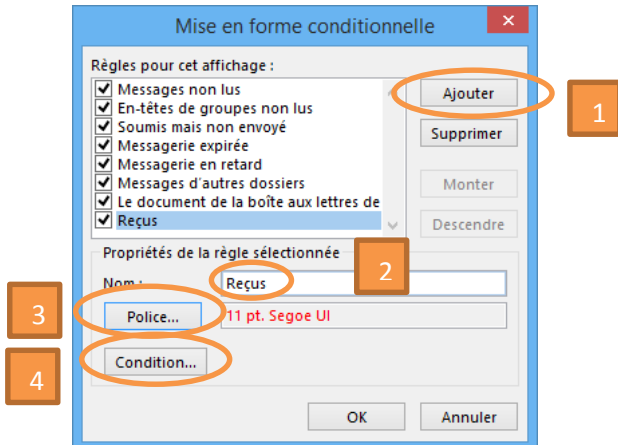 Mise en forme conditionnelle
Règles pour cet affichage :
Messages non lus
En-têtes de groupes non lus
Soumis mais non envoyé
Messagerie expirée
Messagerie en retard
Messages d'autres dossiers
Le document de la boîte aux lettres de
Reçus
Ajouter
1
Supprimer
Monter
Descendre
Propriétés de la règle sélectionnée
2
Nom :
Reçus
3
Police...
11 pt. Segoe UI
4
Condition...
OK
Annuler